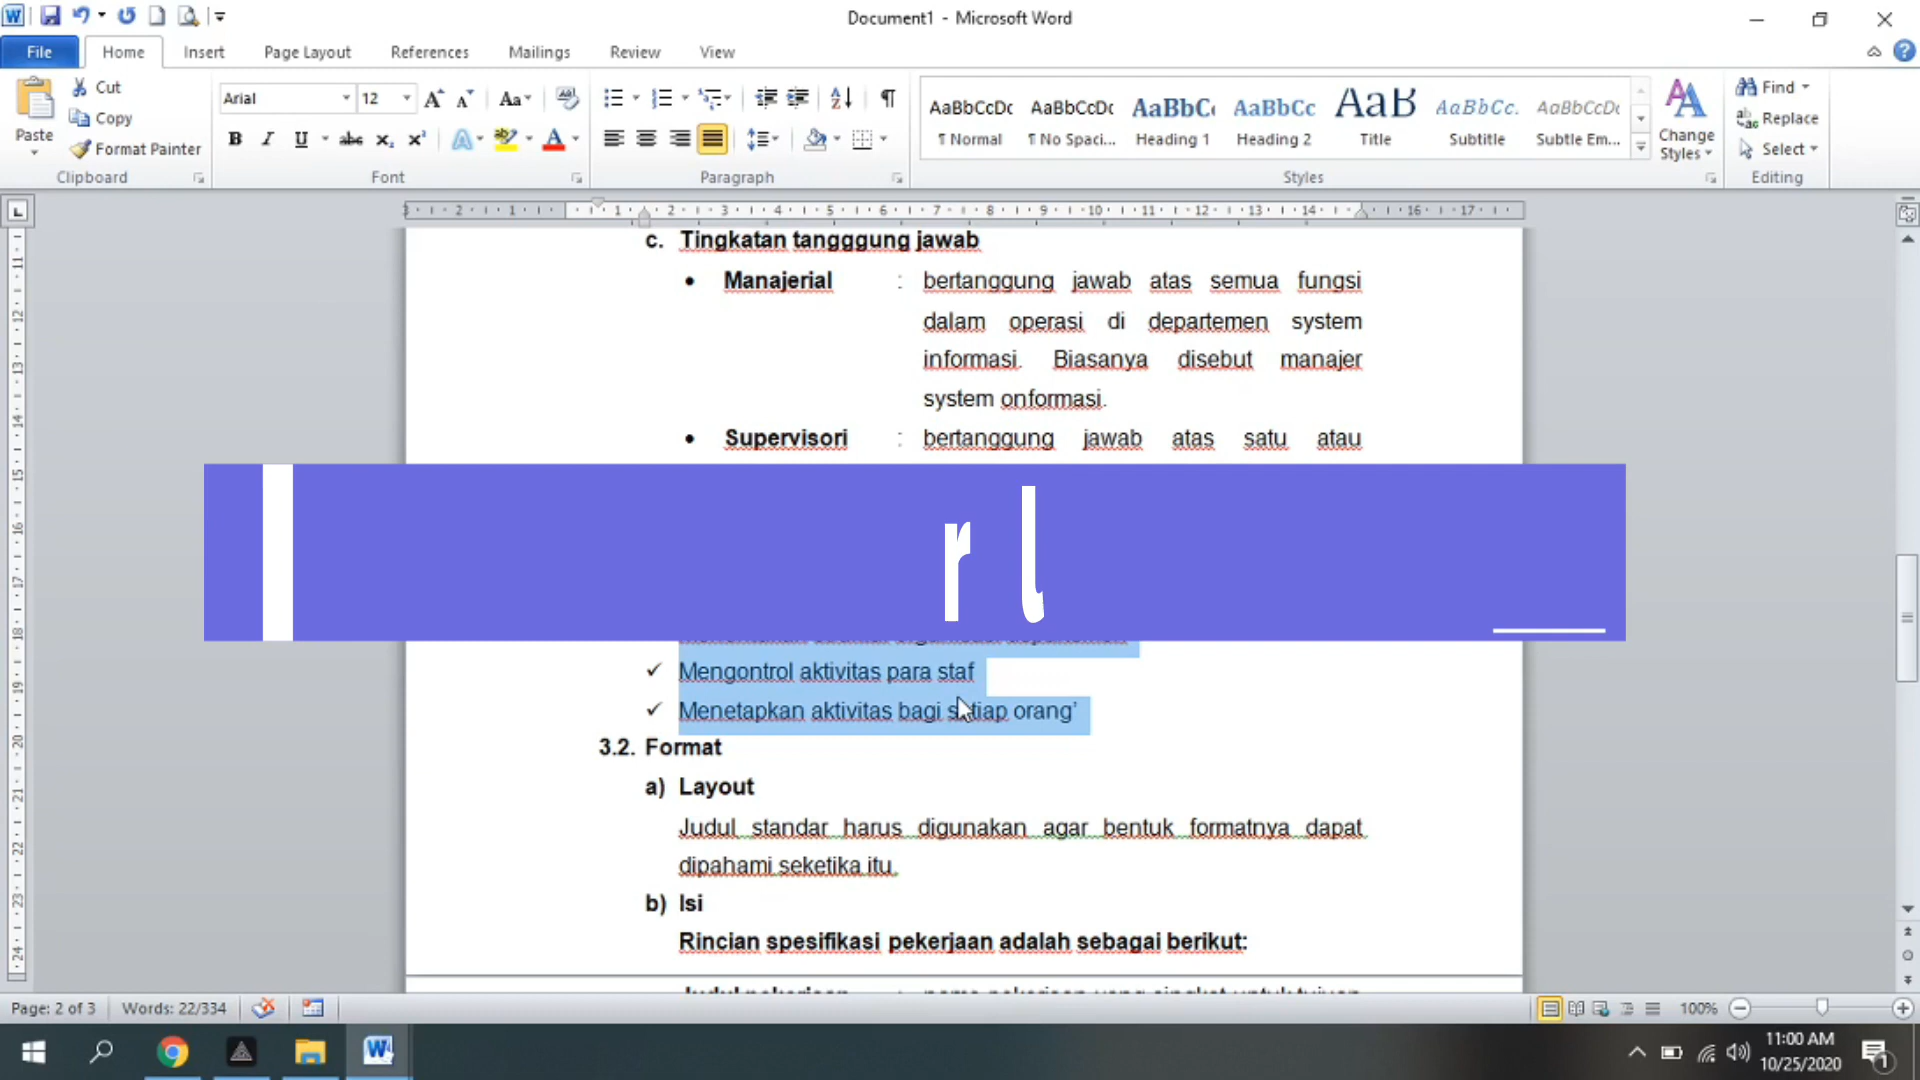 Document1 - Microsoft Word
File Home Insert Page Layout References Mailings Review View
Paste
Cut
Copy
Format Painter
Clipboard
Arial 12
Font
Paragraph
AaBbCcDc AaBbCcDc AaBbC AaBbCc AaB AaBbCc. AaBbCcDc
¶ Normal ¶ No Spaci... Heading 1 Heading 2 Title Subtitle Subtle Em...
Styles
Change Styles
Find
Replace
Select
Editing
c. Tingkatan tangggung jawab
• Manajerial : bertanggung jawab atas semua fungsi
dalam operasi di departemen system
informasi. Biasanya disebut manajer
system onformasi.
• Supervisori : bertanggung jawab atas satu atau
r l
✓ Mengontrol aktivitas para staf
✓ Menetapkan aktivitas bagi setiap orang’
3.2. Format
a) Layout
Judul standar harus digunakan agar bentuk formatnya dapat
dipahami seketika itu.
b) Isi
Rincian spesifikasi pekerjaan adalah sebagai berikut:
Page: 2 of 3 Words: 22/334 100%
11:00 AM
10/25/2020